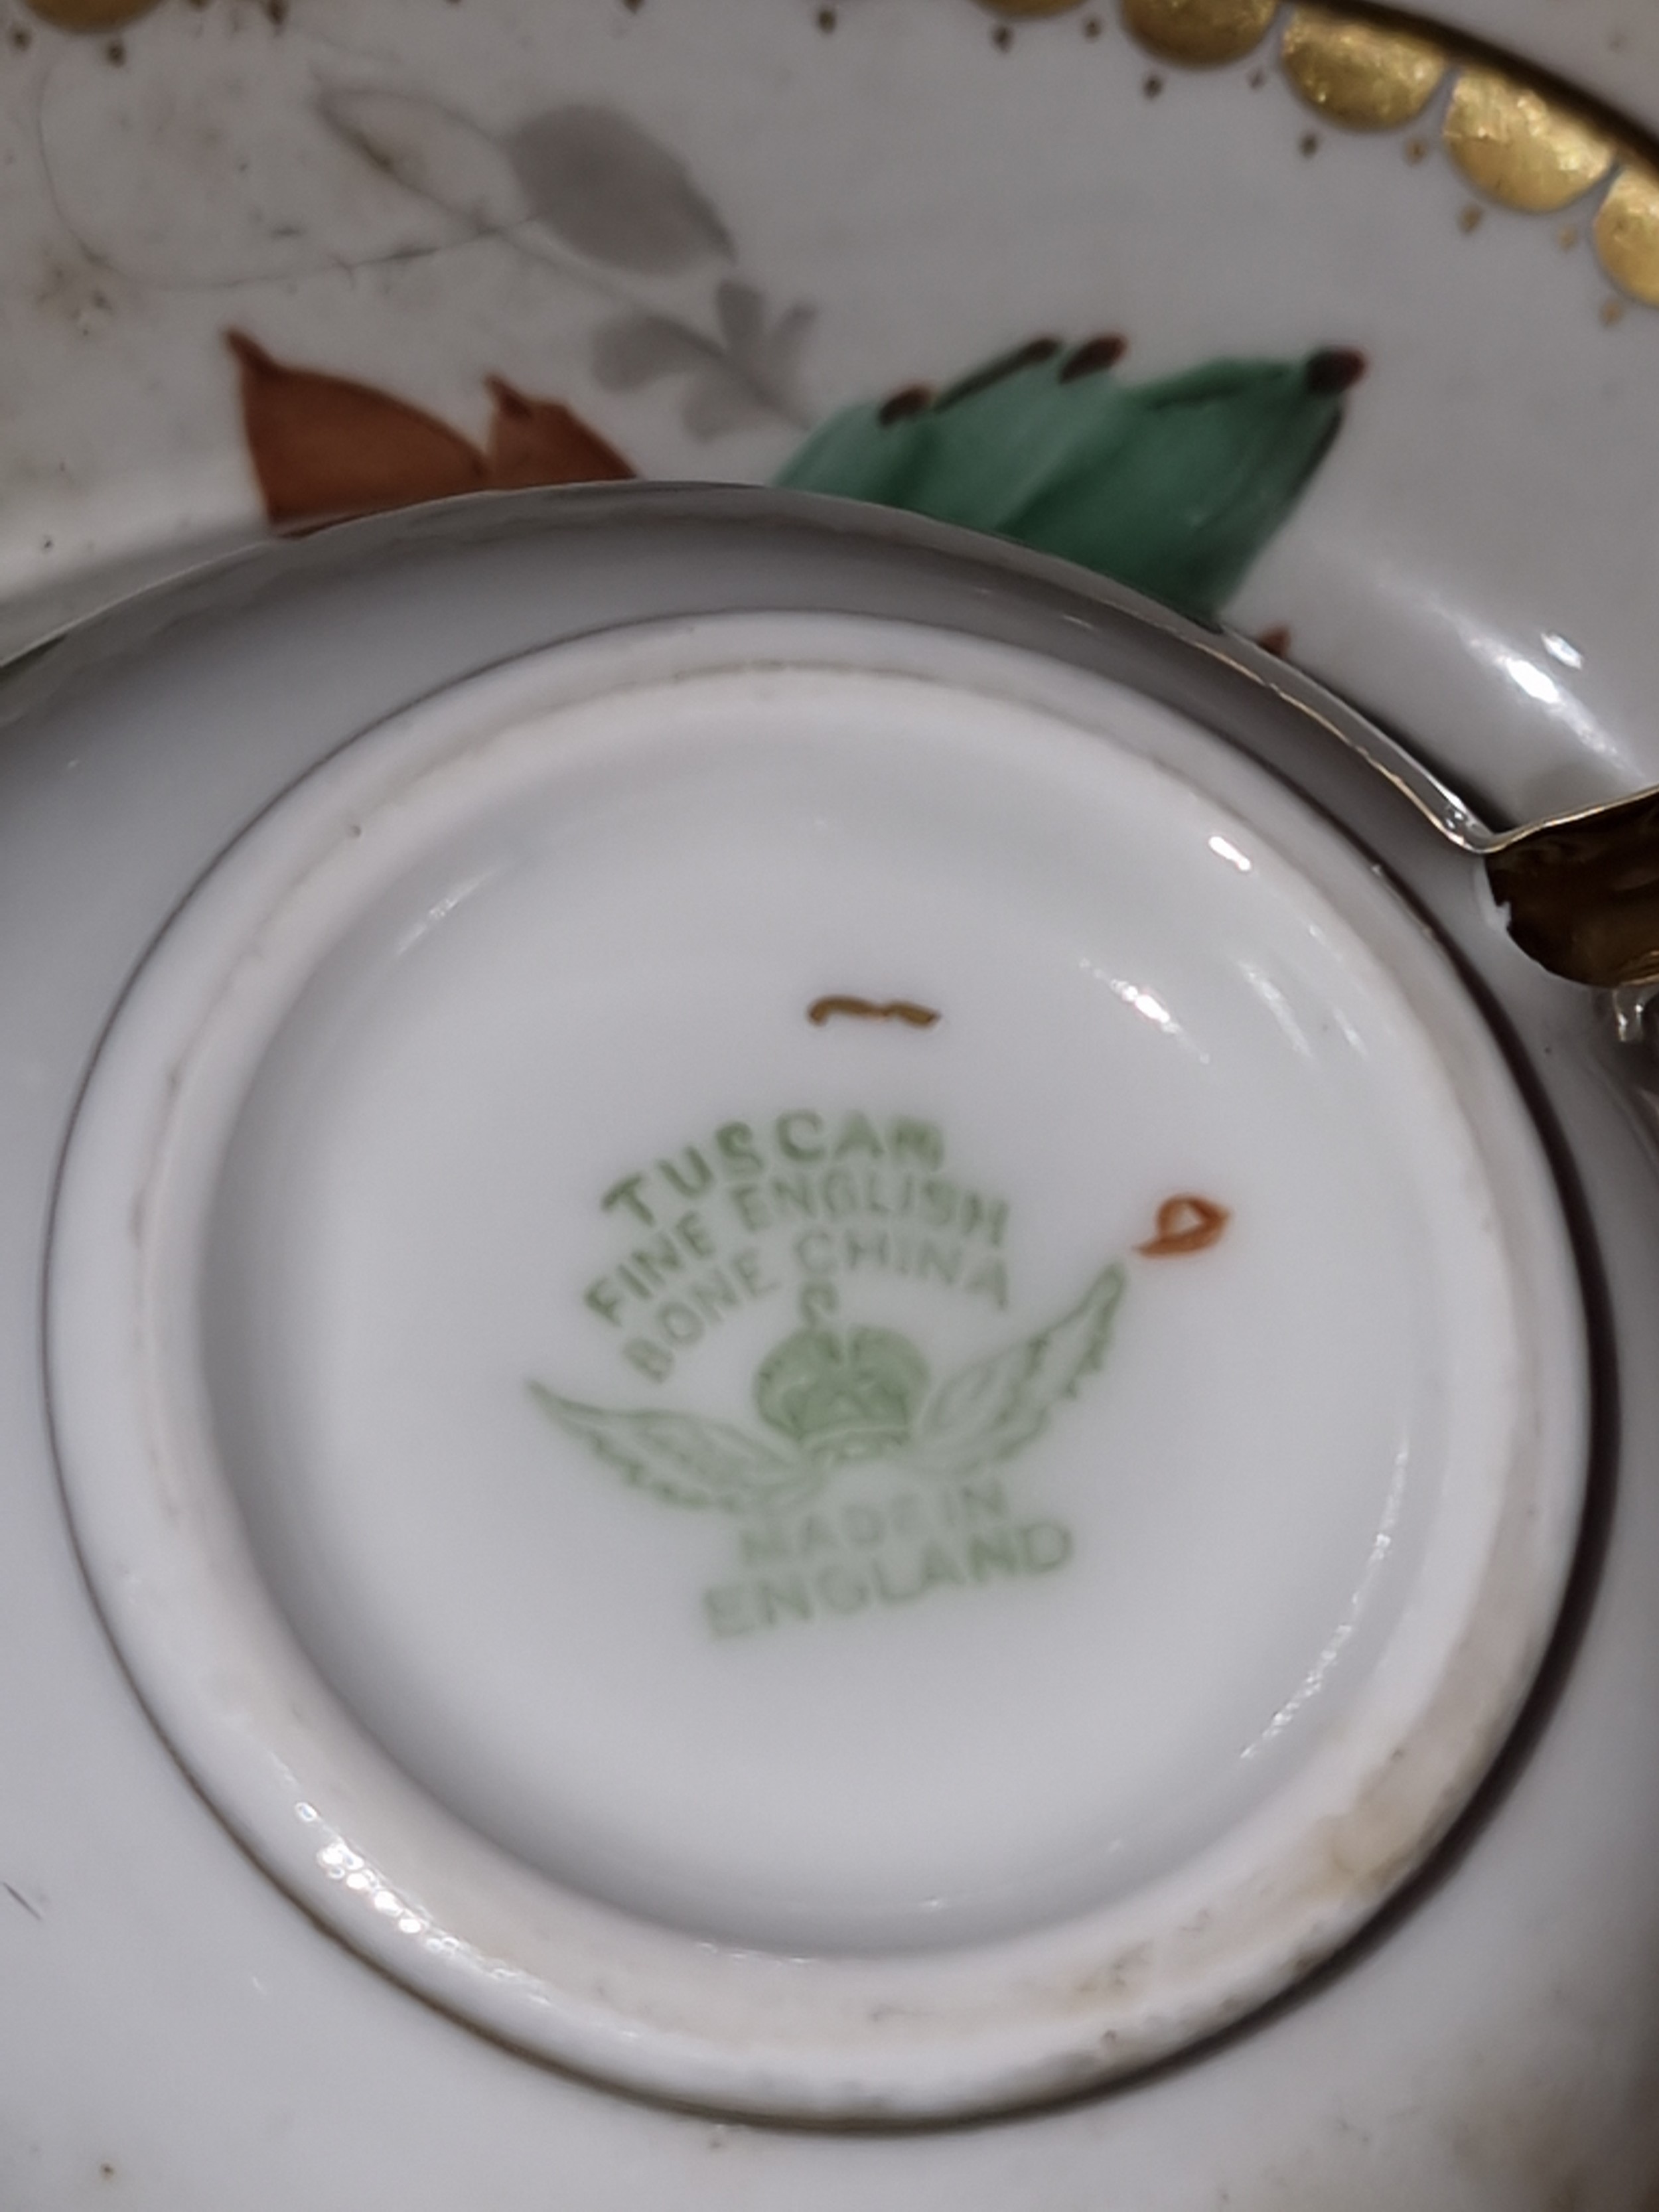 TUSCAN
FINE ENGLISH
BONE CHINA
MADE IN
ENGLAND